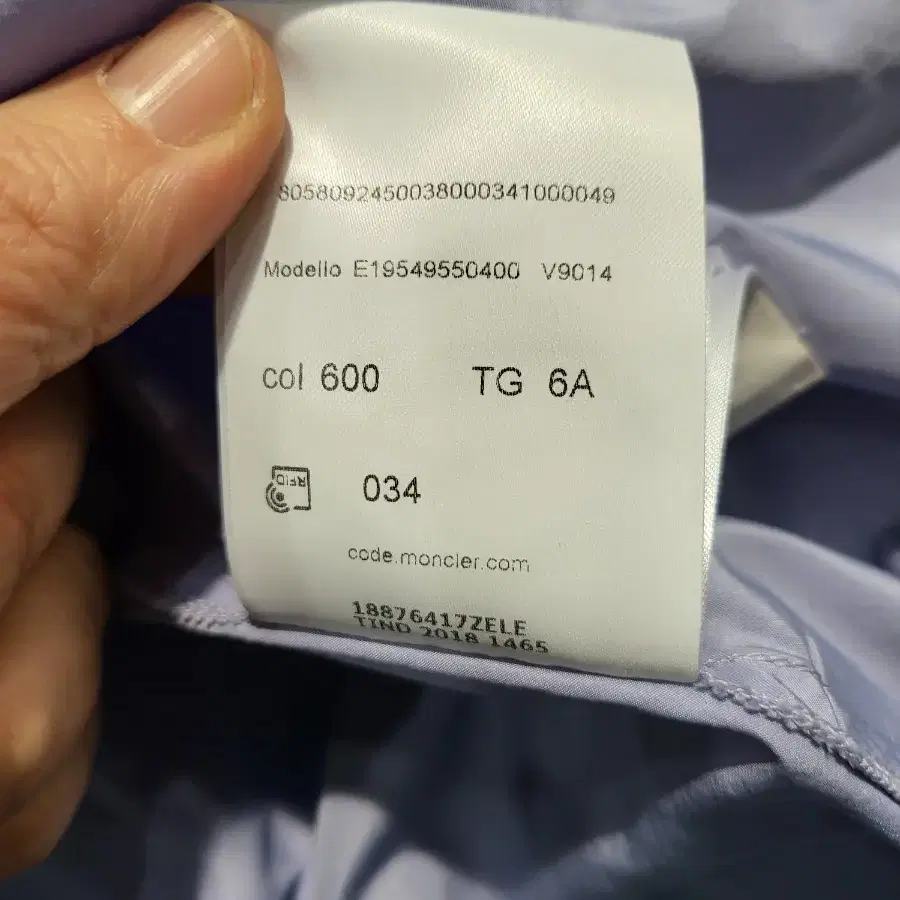 8058092450038000341000049
Modello E19549550400 V9014
col 600 TG 6A
RFID 034
code.moncler.com
18876417ZELE
TIND 2018 1465